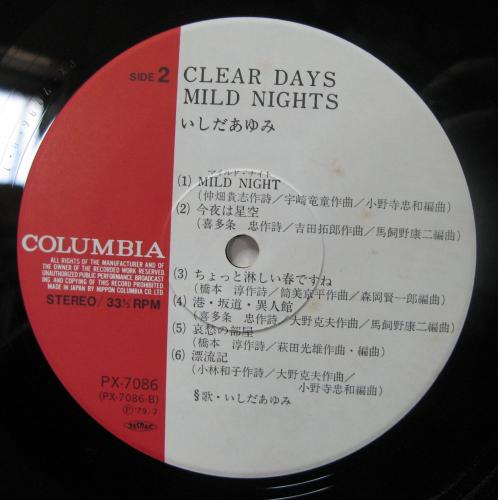 SIDE 2
CLEAR DAYS
MILD NIGHTS
いしだあゆみ
マイルド・ナイト
(1) MILD NIGHT
(仲畑貴志作詩/宇崎竜童作曲/小野寺忠和編曲)
(2) 今夜は星空
(喜多条 忠作詩/吉田拓郎作曲/馬飼野康二編曲)
(3) ちょっと淋しい春ですね
(橋本 淳作詩/筒美京平作曲/森岡賢一郎編曲)
(4) 港・坂道・異人館
(喜多条 忠作詩/大野克夫作曲/馬飼野康二編曲)
(5) 哀愁の部屋
(橋本 淳作詩/萩田光雄作曲・編曲)
(6) 漂流記
(小林和子作詩/大野克夫作曲/
小野寺忠和編曲)
§歌・いしだあゆみ
COLUMBIA
ALL RIGHTS OF THE MANUFACTURER AND OF
THE OWNER OF THE RECORDED WORK RESERVED
UNAUTHORIZED PUBLIC PERFORMANCE BROADCAST
ING AND COPYING OF THIS RECORD PROHIBITED
MADE IN JAPAN BY NIPPON COLUMBIA CO. LTD.
STEREO/33⅓ RPM
PX-7086
(PX-7086-B)
Ⓟ'79.7